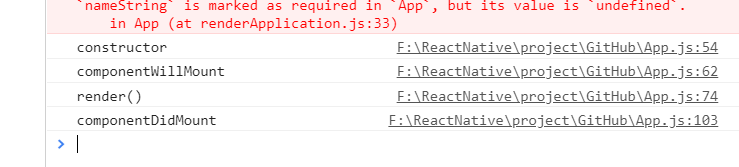 `nameString` is marked as required in `App`, but its value is `undefined`.
in App (at renderApplication.js:33)
constructor F:\ReactNative\project\GitHub\App.js:54
componentWillMount F:\ReactNative\project\GitHub\App.js:62
render() F:\ReactNative\project\GitHub\App.js:74
componentDidMount F:\ReactNative\project\GitHub\App.js:103
>